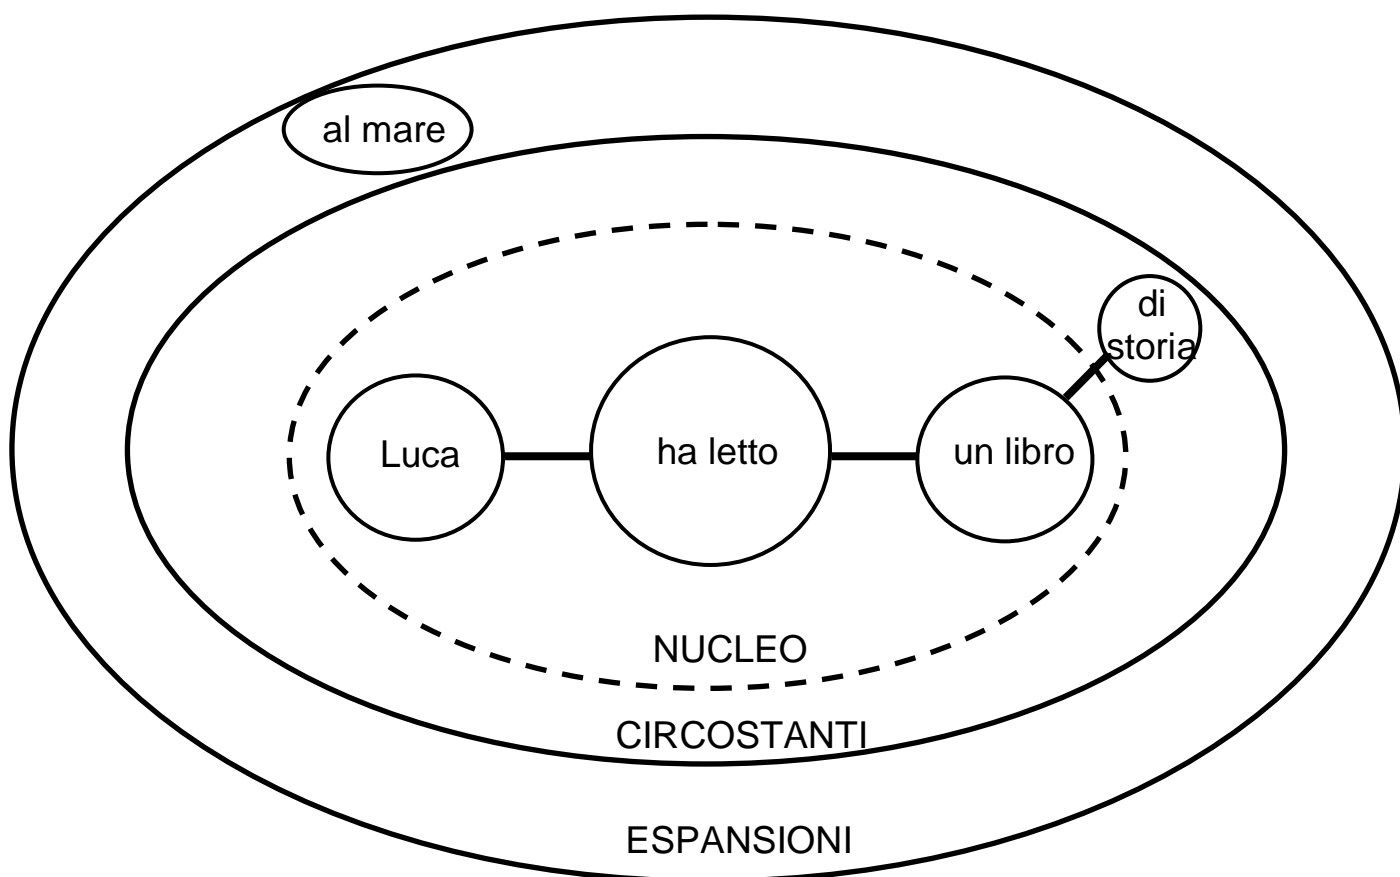 al mare
di
storia
Luca
ha letto
un libro
NUCLEO
CIRCOSTANTI
ESPANSIONI